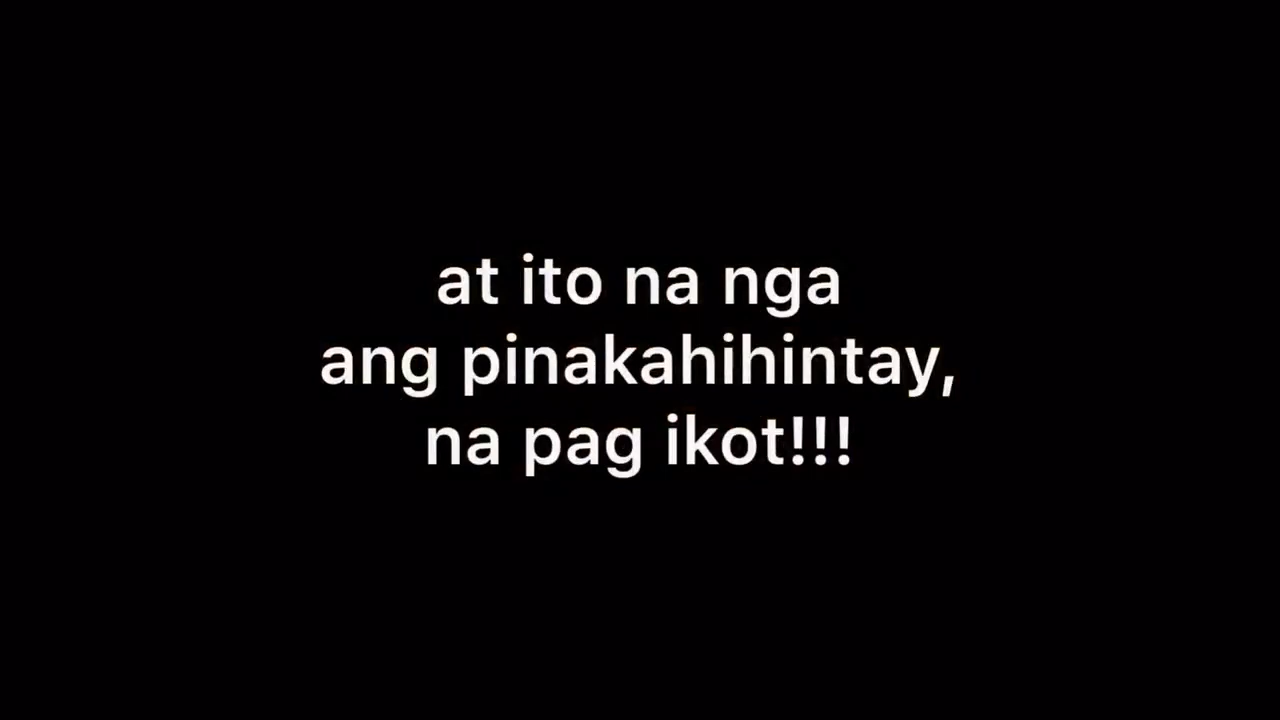 at ito na nga
ang pinakahihintay,
na pag ikot!!!